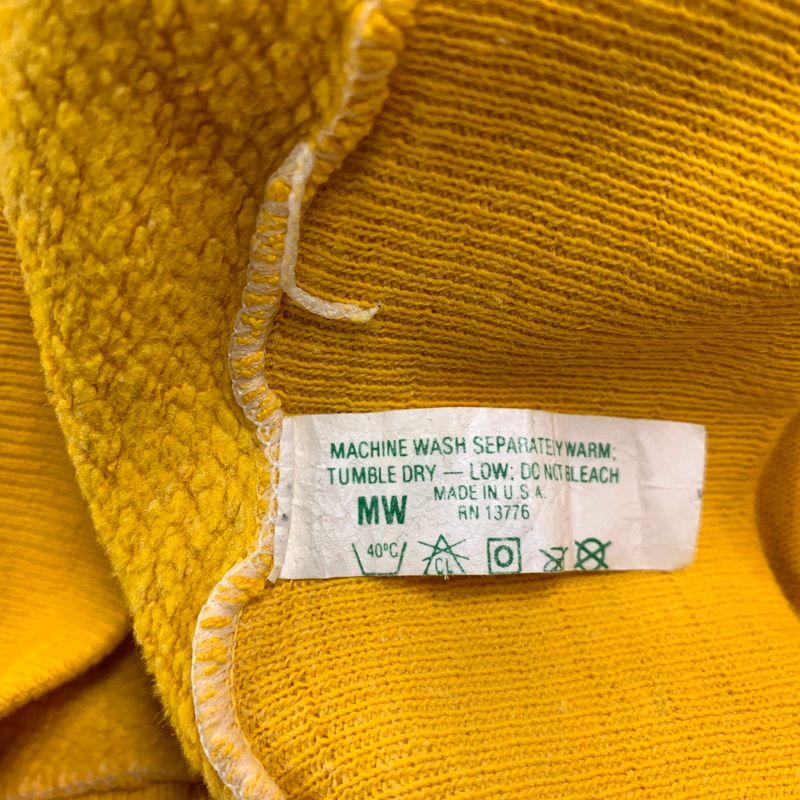 MACHINE WASH SEPARATELY WARM;
TUMBLE DRY — LOW; DO NOT BLEACH
MW MADE IN U.S.A.
RN 13776
40°C CL